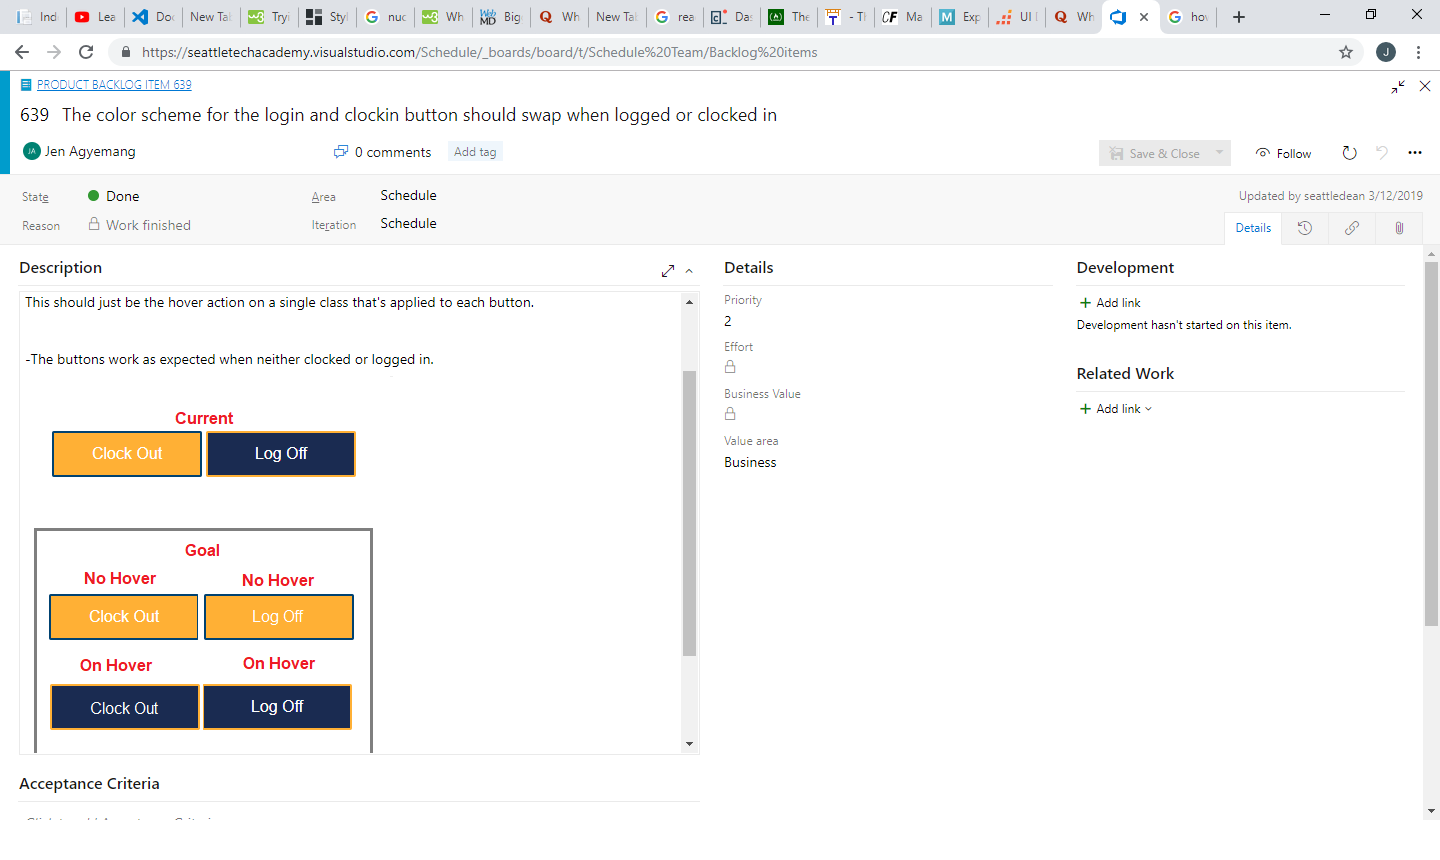 Ind
Lea
Doc
New Tab
Tryi
Styl
nuc
Wh
Big
Wh
New Tab
rea
Das
The
- Tl
Ma
Exp
UI I
Wh
hov
https://seattletechacademy.visualstudio.com/Schedule/_boards/board/t/Schedule%20Team/Backlog%20items
J
PRODUCT BACKLOG ITEM 639
639 The color scheme for the login and clockin button should swap when logged or clocked in
JA Jen Agyemang
0 comments
Add tag
Save & Close
Follow
State
Done
Area
Schedule
Updated by seattledean 3/12/2019
Reason
Work finished
Iteration
Schedule
Details
Description
This should just be the hover action on a single class that's applied to each button.
-The buttons work as expected when neither clocked or logged in.
Current
Clock Out
Log Off
Goal
No Hover
No Hover
Clock Out
Log Off
On Hover
On Hover
Clock Out
Log Off
Acceptance Criteria
Details
Priority
2
Effort
Business Value
Value area
Business
Development
Add link
Development hasn't started on this item.
Related Work
Add link